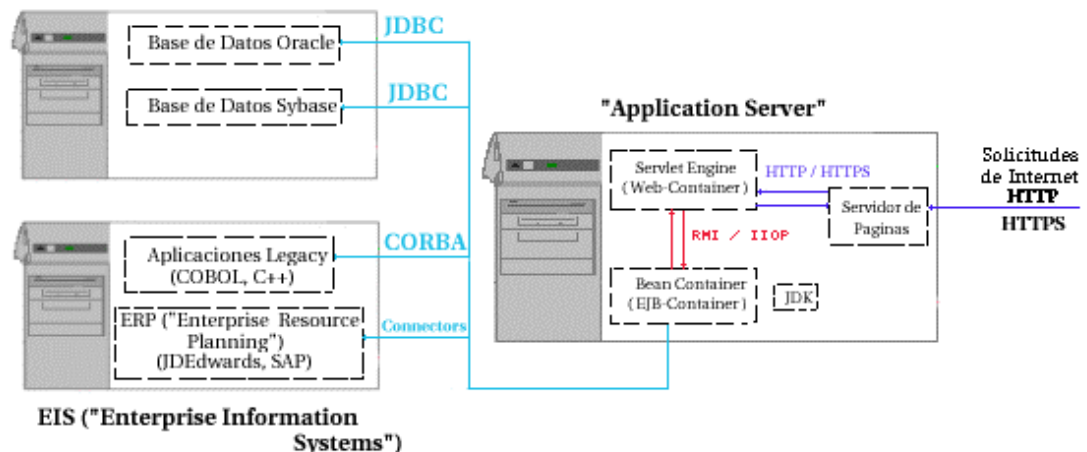 JDBC
Base de Datos Oracle
JDBC
Base de Datos Sybase
"Application Server"
Servlet Engine
(Web-Container)
HTTP / HTTPS
Solicitudes
de Internet
HTTP
HTTPS
Servidor de
Paginas
RMI / IIOP
Bean Container
(EJB-Container)
JDK
CORBA
Aplicaciones Legacy
(COBOL, C++)
ERP ("Enterprise Resource
Planning")
(JDEdwards, SAP)
Connectors
EIS ("Enterprise Information
Systems")